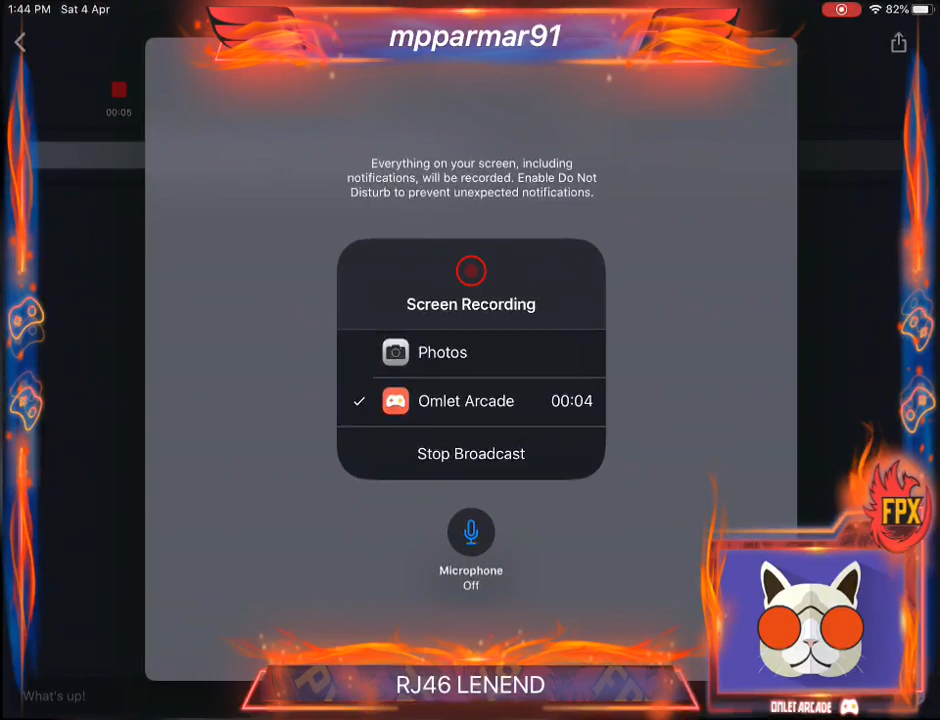 1:44 PM Sat 4 Apr
82%
mpparmar91
00:05
Everything on your screen, including
notifications, will be recorded. Enable Do Not
Disturb to prevent unexpected notifications.
Screen Recording
Photos
Omlet Arcade 00:04
Stop Broadcast
Microphone
Off
FPX
RJ46 LENEND
What's up!
FPX
OMLET ARCADE